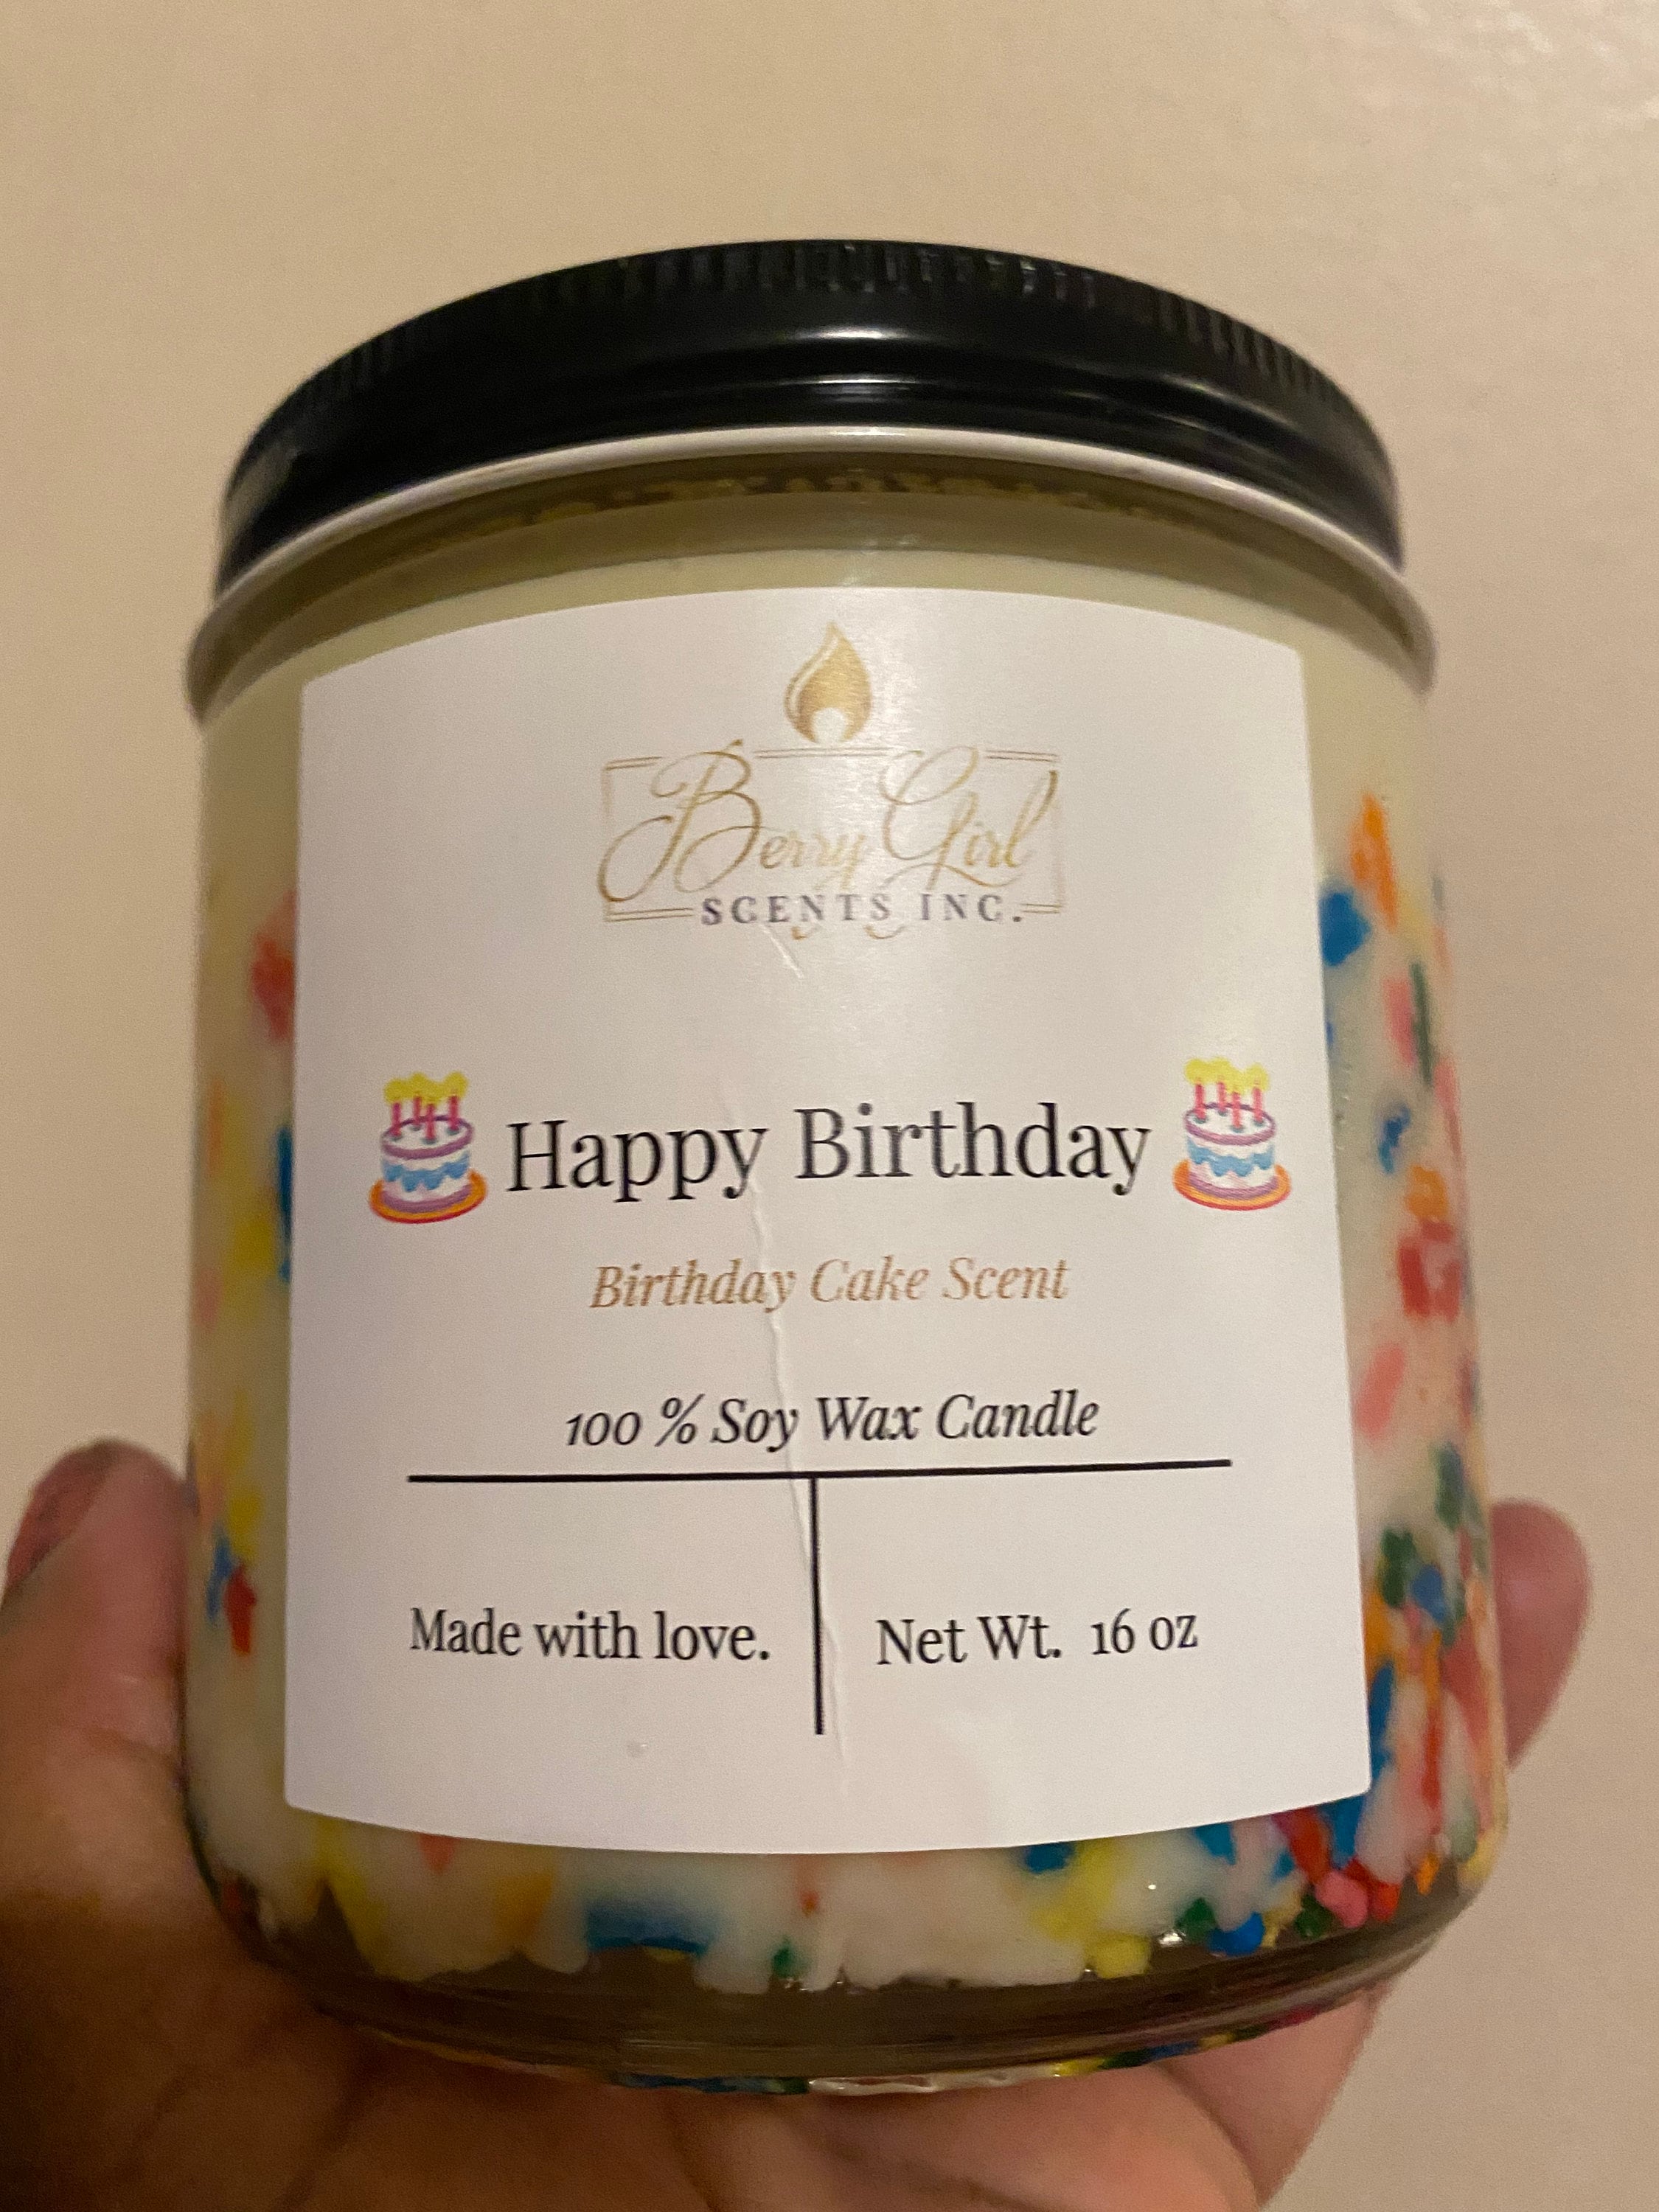 Berry Girl
SCENTS INC.
Happy Birthday
Birthday Cake Scent
100 % Soy Wax Candle
Made with love.
Net Wt. 16 oz